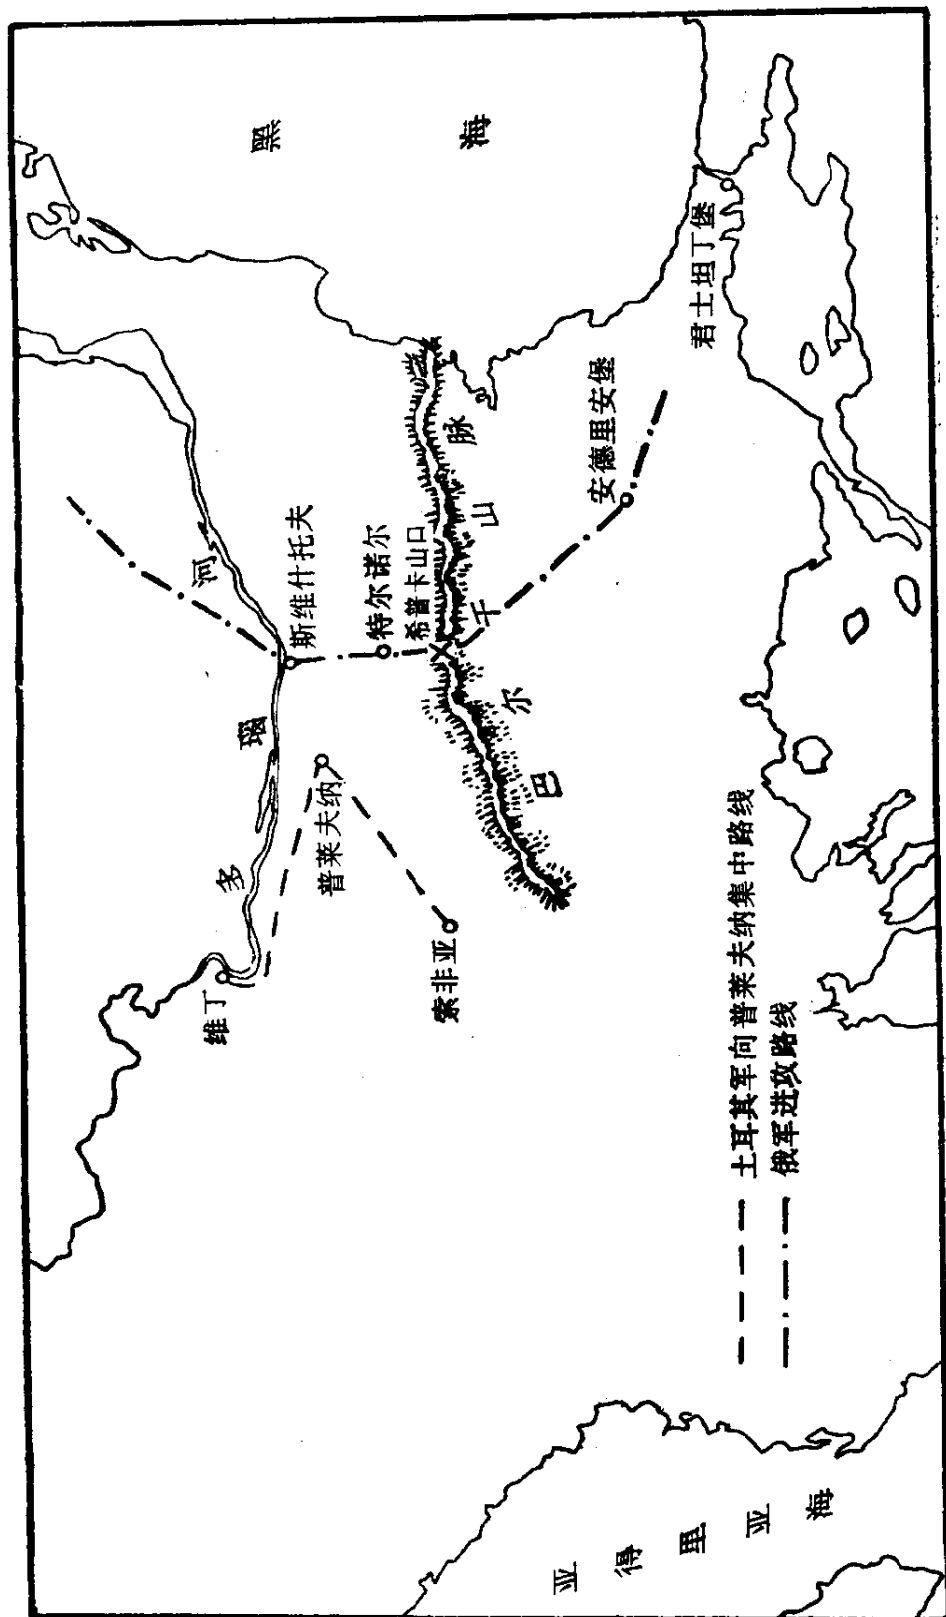 黑海
多瑙河
维丁
斯维什托夫
普莱夫纳
特尔诺尔
希普卡山口
索非亚
巴尔干山脉
安德里安堡
君士坦丁堡
亚得里亚海
土耳其军向普莱夫纳集中路线
俄军进攻路线